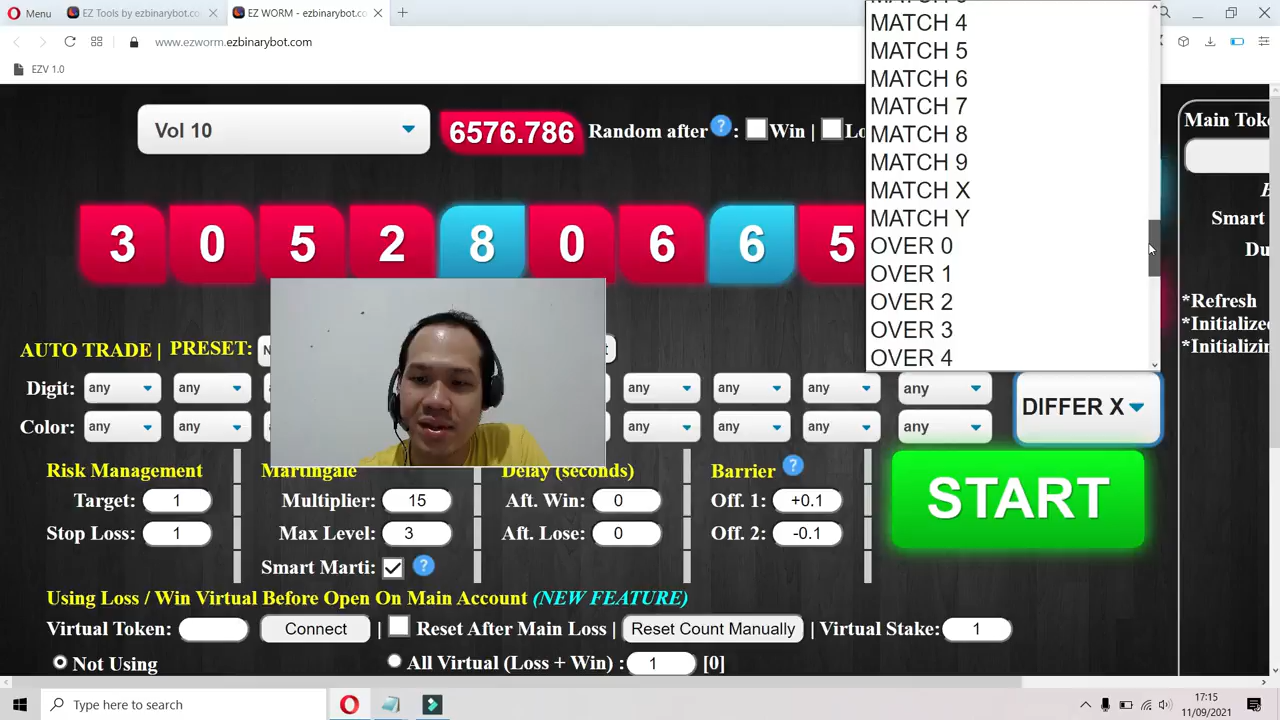 Menu
EZ Tools by ezbinarybot.co
EZ WORM - ezbinarybot.co
www.ezworm.ezbinarybot.com
EZV 1.0
Vol 10
6576.786
Random after ? : Win | Lo
MATCH 4
MATCH 5
MATCH 6
MATCH 7
MATCH 8
MATCH 9
MATCH X
MATCH Y
OVER 0
OVER 1
OVER 2
OVER 3
OVER 4
Main Tok
Smart
Du
*Refresh
*Initialize
*Initializin
3 0 5 2 8 0 6 6 5
AUTO TRADE | PRESET: N t
Digit: any any any any any any
Color: any any any any any any
DIFFER X
Risk Management
Target: 1
Stop Loss: 1
Martingale
Multiplier: 15
Max Level: 3
Smart Marti: ?
Delay (seconds)
Aft. Win: 0
Aft. Lose: 0
Barrier ?
Off. 1: +0.1
Off. 2: -0.1
START
Using Loss / Win Virtual Before Open On Main Account (NEW FEATURE)
Virtual Token: Connect | Reset After Main Loss | Reset Count Manually | Virtual Stake: 1
Not Using All Virtual (Loss + Win) : 1 [0]
Type here to search
17:15
11/09/2021